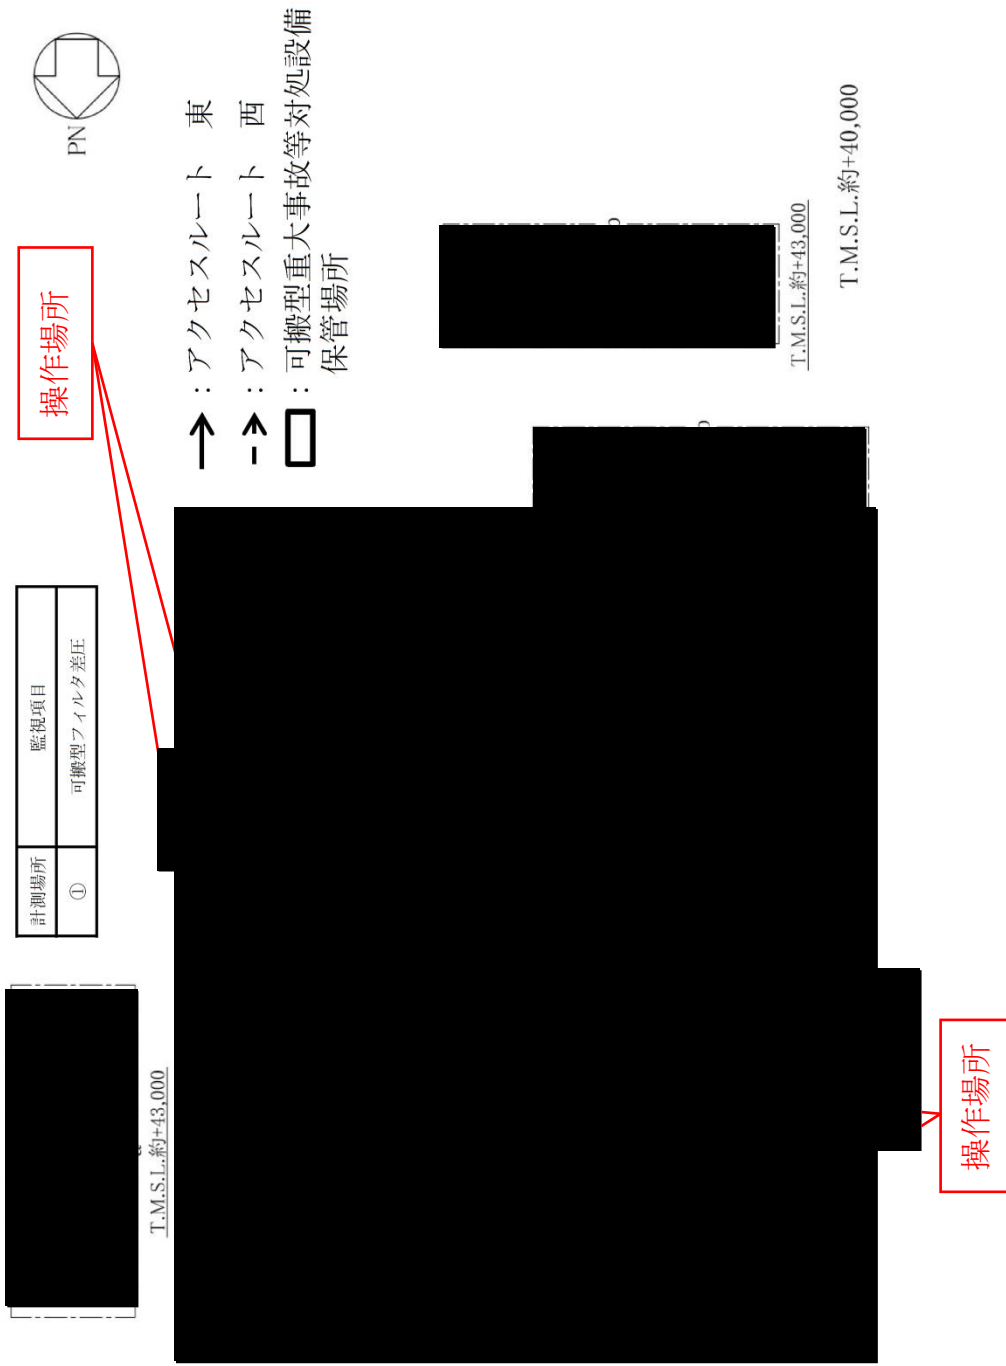 PN
操作場所
：アクセスルート　東
：アクセスルート　西
：可搬型重大事故等対処設備
保管場所
計測場所
監視項目
①
可搬型フィルタ差圧
T.M.S.L.約+43,000
T.M.S.L.約+43,000
T.M.S.L.約+40,000
操作場所